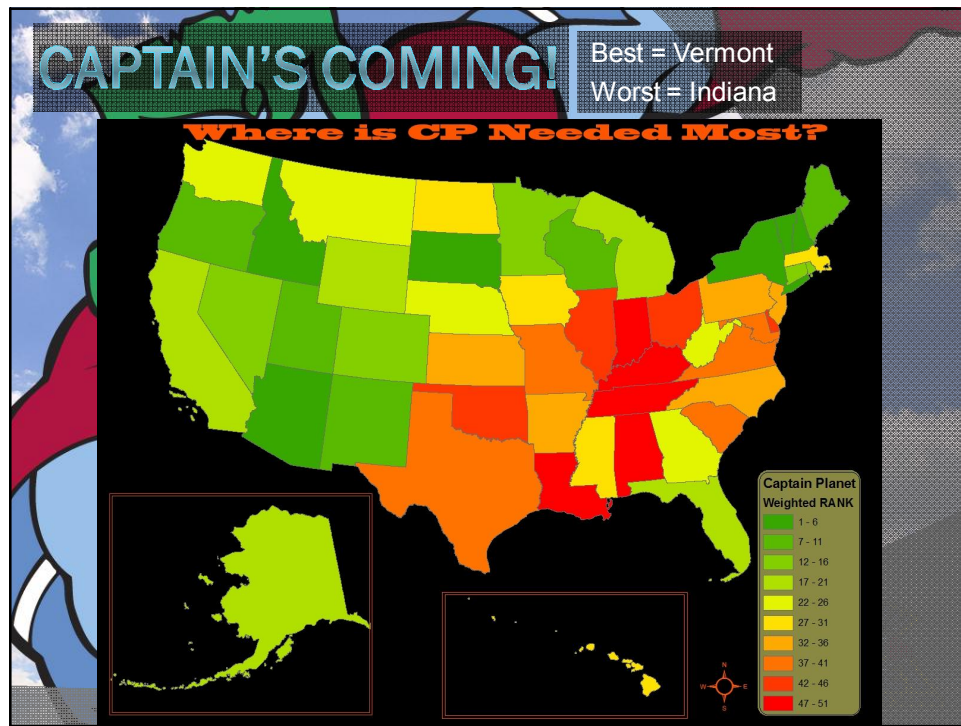 CAPTAIN'S COMING!
Best = Vermont
Worst = Indiana
Where is CP Needed Most?
Captain Planet
Weighted RANK
1 - 6
7 - 11
12 - 16
17 - 21
22 - 26
27 - 31
32 - 36
37 - 41
42 - 46
47 - 51
N
W E
S